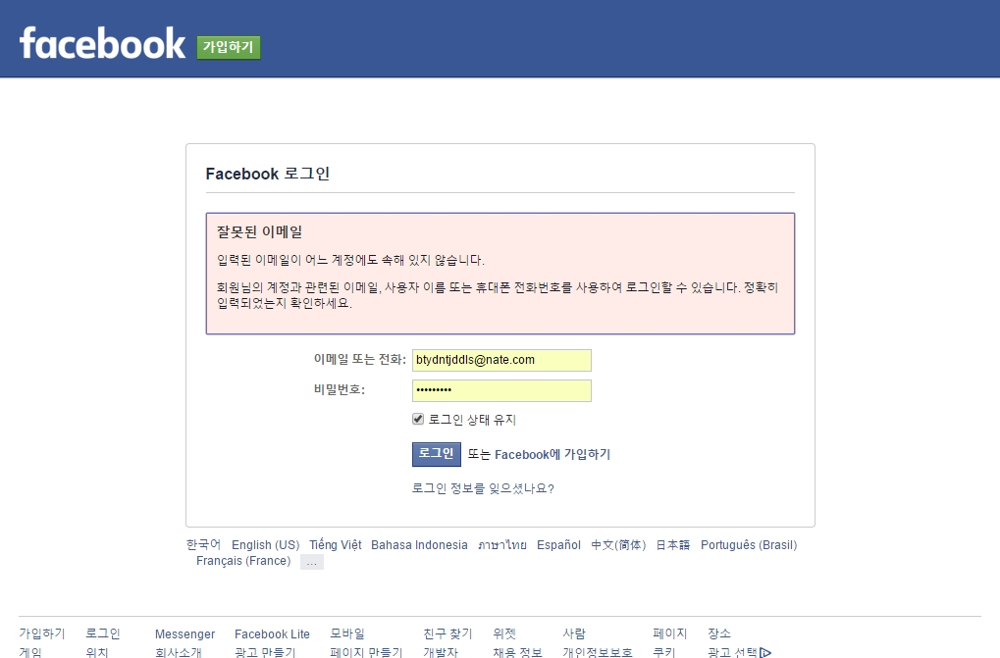 facebook 가입하기
Facebook 로그인
잘못된 이메일
입력된 이메일이 어느 계정에도 속해 있지 않습니다.
회원님의 계정과 관련된 이메일, 사용자 이름 또는 휴대폰 전화번호를 사용하여 로그인할 수 있습니다. 정확히
입력되었는지 확인하세요.
이메일 또는 전화: btydntjddls@nate.com
비밀번호: •••••••••
로그인 상태 유지
로그인 또는 Facebook에 가입하기
로그인 정보를 잊으셨나요?
한국어 English (US) Tiếng Việt Bahasa Indonesia ภาษาไทย Español 中文(简体) 日本語 Português (Brasil)
Français (France) ...
가입하기 로그인 Messenger Facebook Lite 모바일 친구 찾기 위젯 사람 페이지 장소
게임 위치 회사소개 광고 만들기 페이지 만들기 개발자 채용 정보 개인정보보호 쿠키 광고 선택